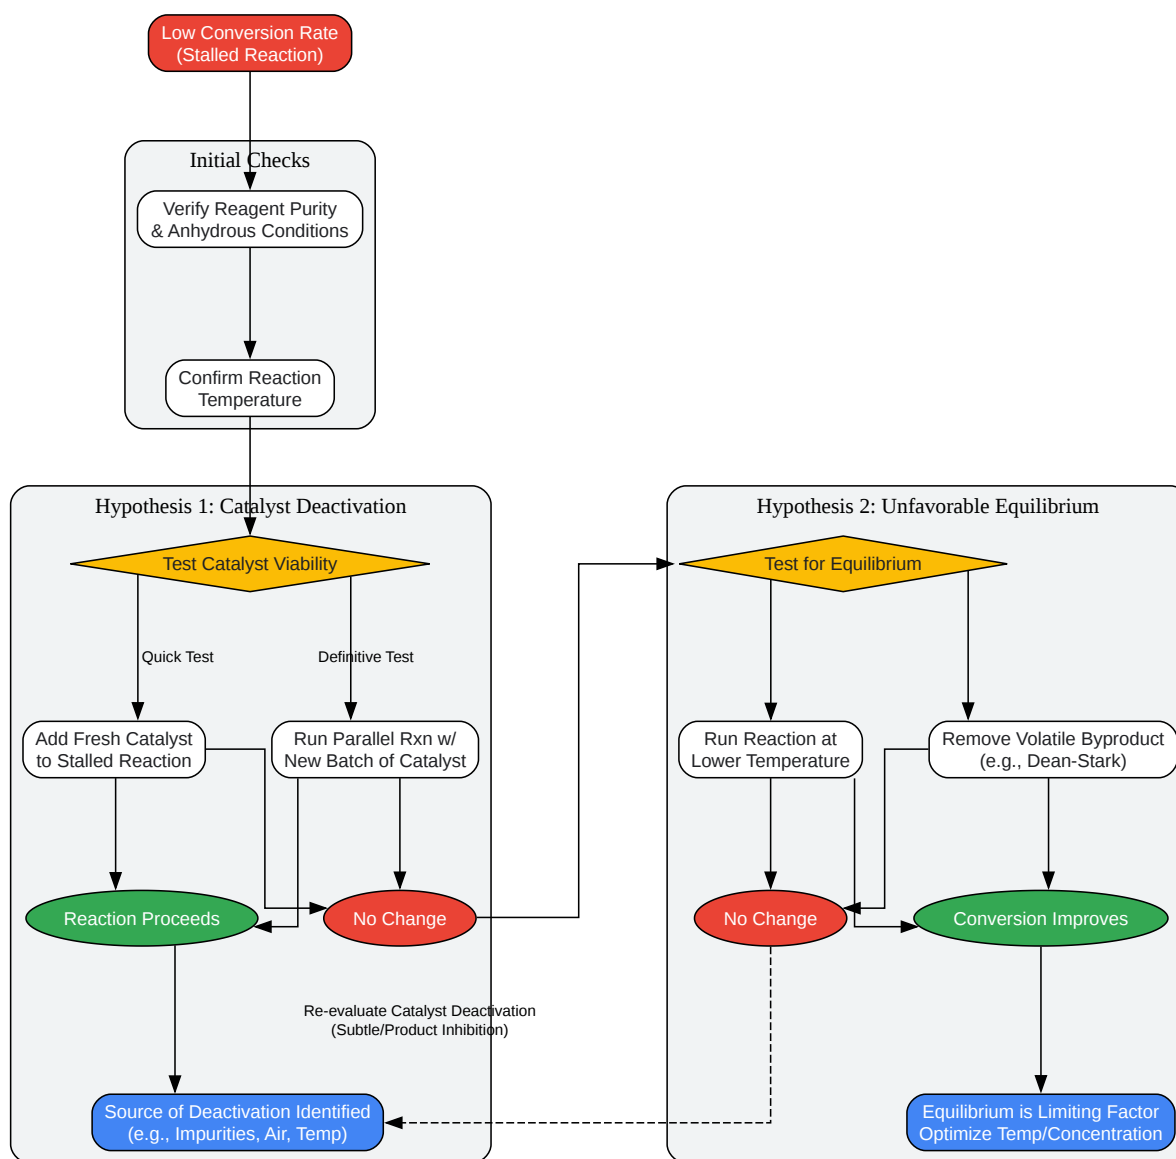 Low Conversion Rate
(Stalled Reaction)
Initial Checks
Verify Reagent Purity
& Anhydrous Conditions
Confirm Reaction
Temperature
Hypothesis 1: Catalyst Deactivation
Test Catalyst Viability
Quick Test
Definitive Test
Add Fresh Catalyst
to Stalled Reaction
Run Parallel Rxn w/
New Batch of Catalyst
Reaction Proceeds
No Change
Re-evaluate Catalyst Deactivation
(Subtle/Product Inhibition)
Source of Deactivation Identified
(e.g., Impurities, Air, Temp)
Hypothesis 2: Unfavorable Equilibrium
Test for Equilibrium
Run Reaction at
Lower Temperature
Remove Volatile Byproduct
(e.g., Dean-Stark)
No Change
Conversion Improves
Equilibrium is Limiting Factor
Optimize Temp/Concentration